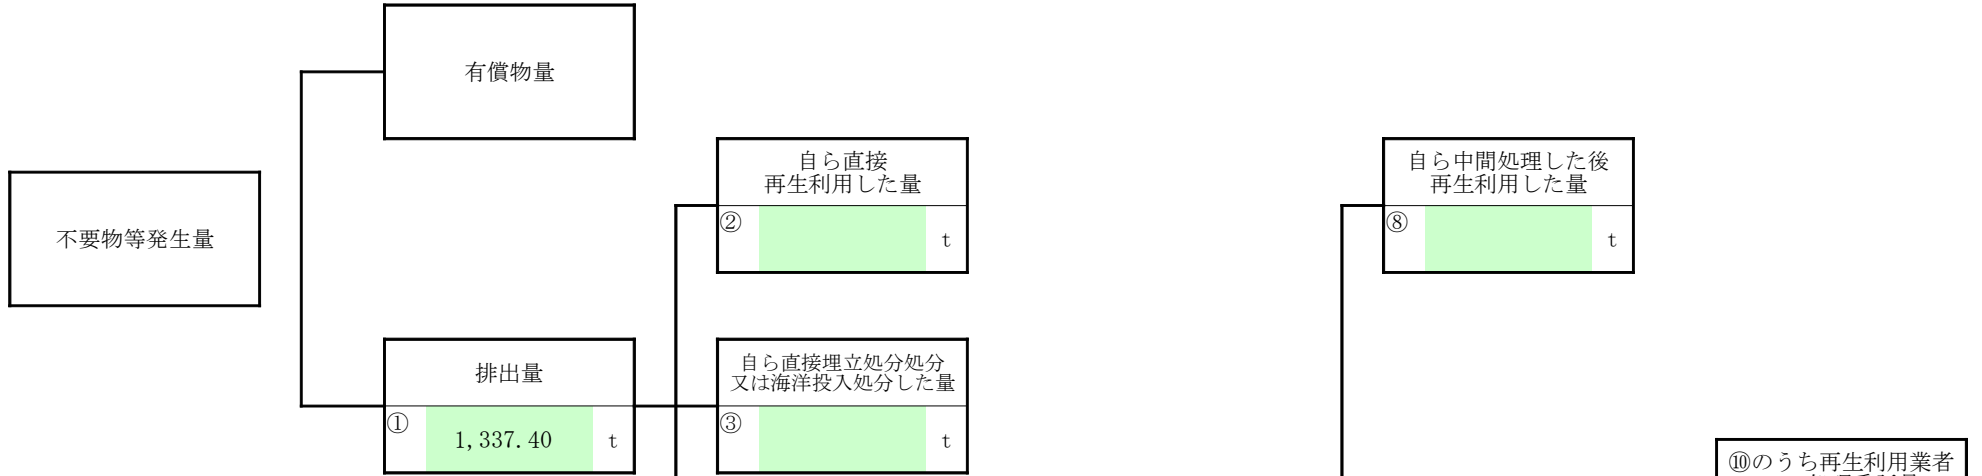 有償物量
自ら直接
再生利用した量
②
t
自ら中間処理した後
再生利用した量
⑧
t
不要物等発生量
排出量
①
1,337.40
t
自ら直接埋立処分処分
又は海洋投入処分した量
③
t
⑩のうち再生利用業者